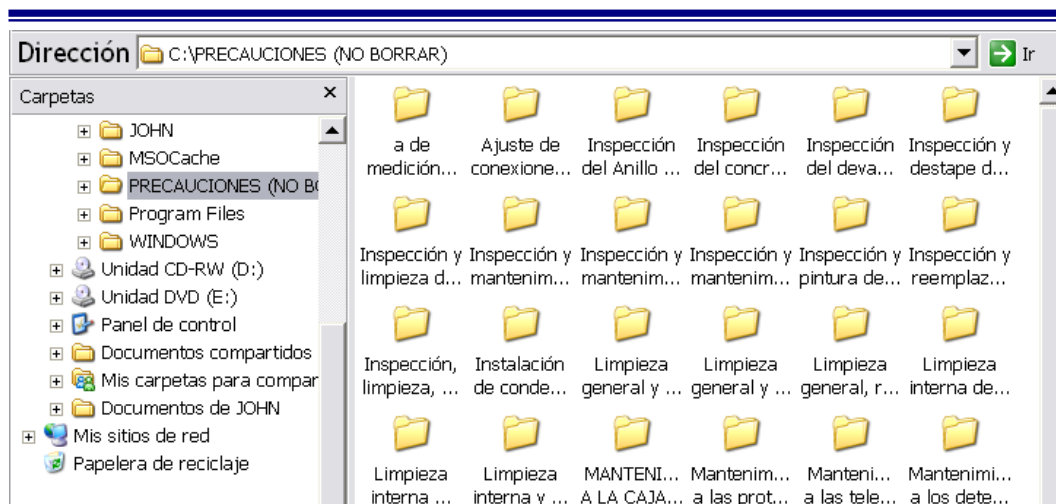 Dirección C:\PRECAUCIONES (NO BORRAR) Ir
Carpetas
JOHN
MSOCache
PRECAUCIONES (NO BO
Program Files
WINDOWS
Unidad CD-RW (D:)
Unidad DVD (E:)
Panel de control
Documentos compartidos
Mis carpetas para compar
Documentos de JOHN
Mis sitios de red
Papelera de reciclaje
a de Ajuste de Inspección Inspección Inspección Inspección y
medición... conexione... del Anillo ... del concr... del deva... destape d...
Inspección y Inspección y Inspección y Inspección y Inspección y Inspección y
limpieza d... mantenim... mantenim... mantenim... pintura de... reemplaz...
Inspección, Instalación Limpieza Limpieza Limpieza Limpieza
limpieza, ... de conde... general y ... general y ... general, r... interna de...
Limpieza Limpieza MANTENI... Mantenim... Manteni... Mantenimi...
interna ... interna y ... A LA CAJA... a las prot... a las tele... a los dete...